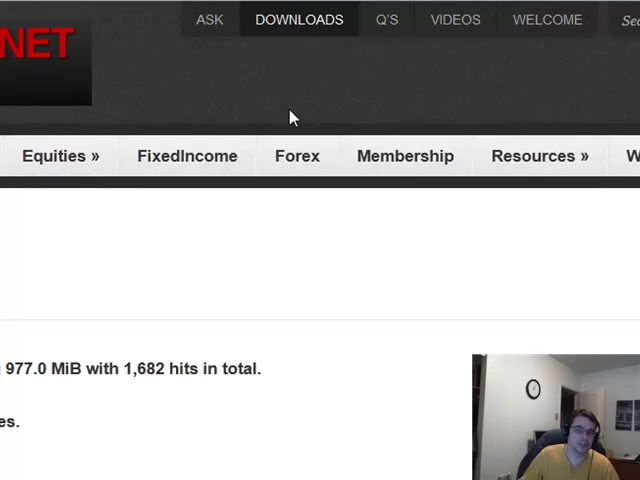 NET
ASK DOWNLOADS Q'S VIDEOS WELCOME
Equities » FixedIncome Forex Membership Resources »
977.0 MiB with 1,682 hits in total.